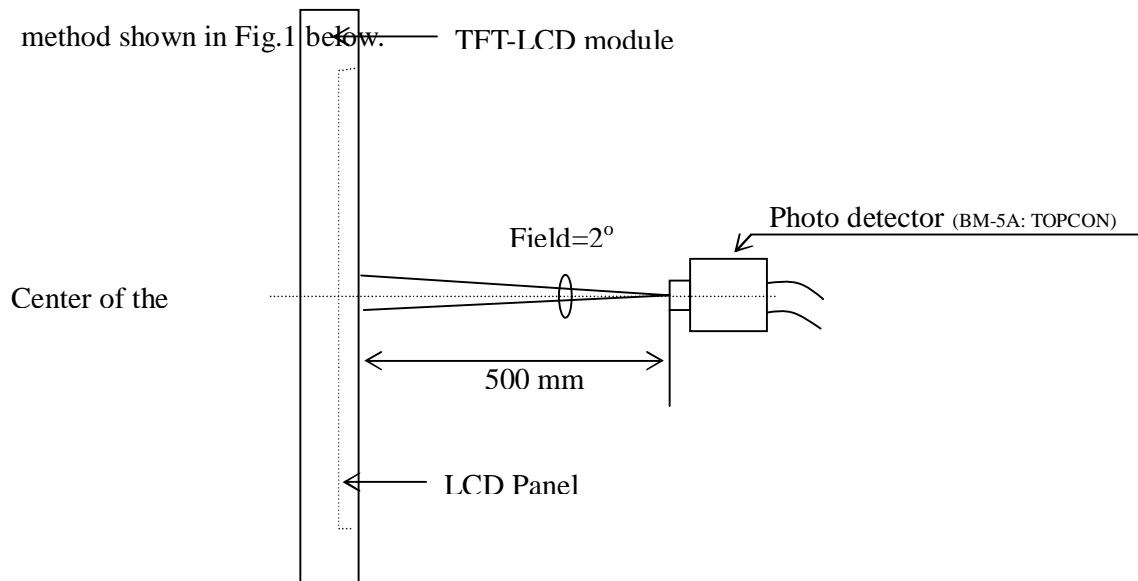 method shown in Fig.1 below.
TFT-LCD module
Photo detector (BM-5A: TOPCON)
Field=2°
Center of the
500 mm
LCD Panel